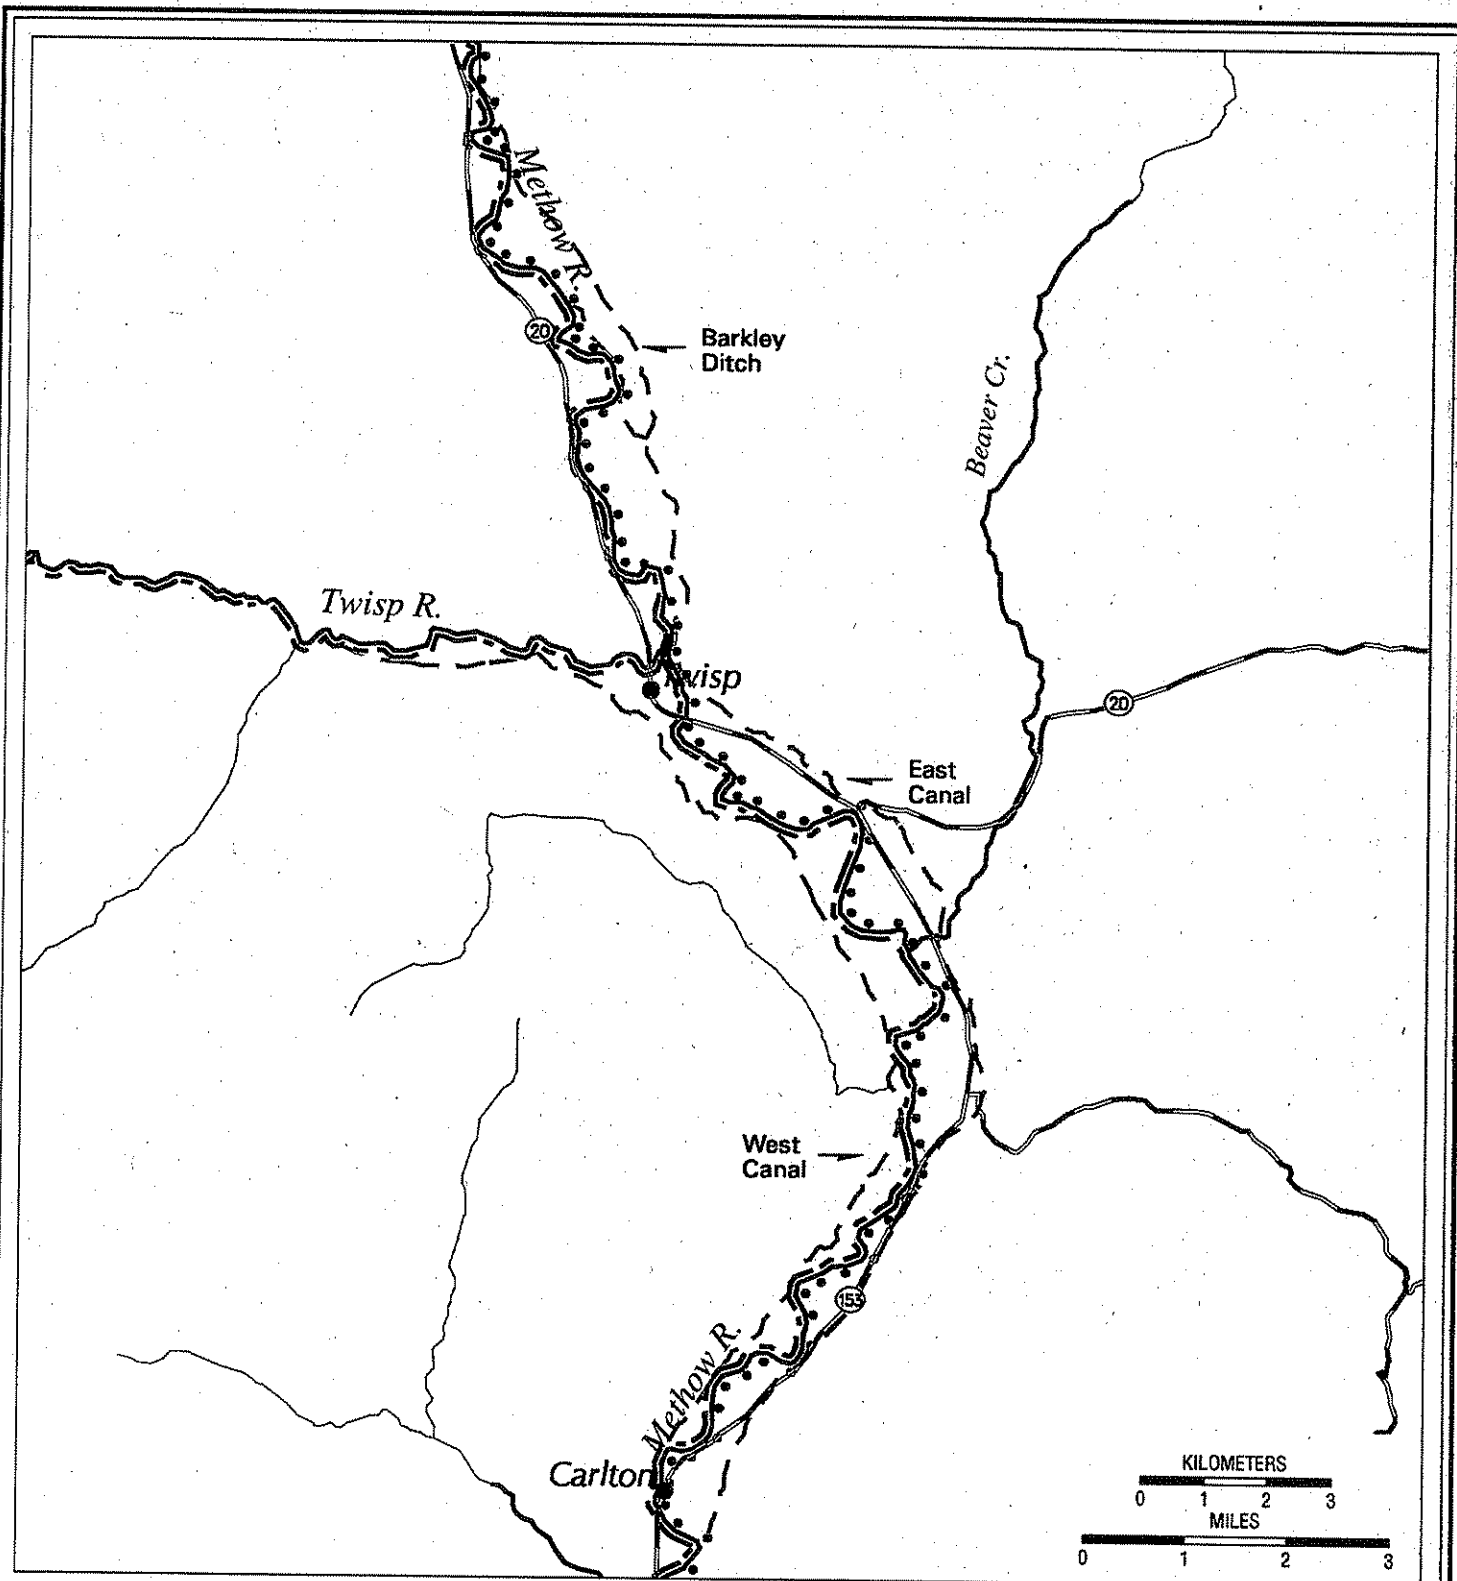 Methow R.
20
Barkley
Ditch
Beaver Cr.
Twisp R.
Twisp
20
East
Canal
West
Canal
153
Methow R.
Carlton
KILOMETERS
0 1 2 3
MILES
0 1 2 3